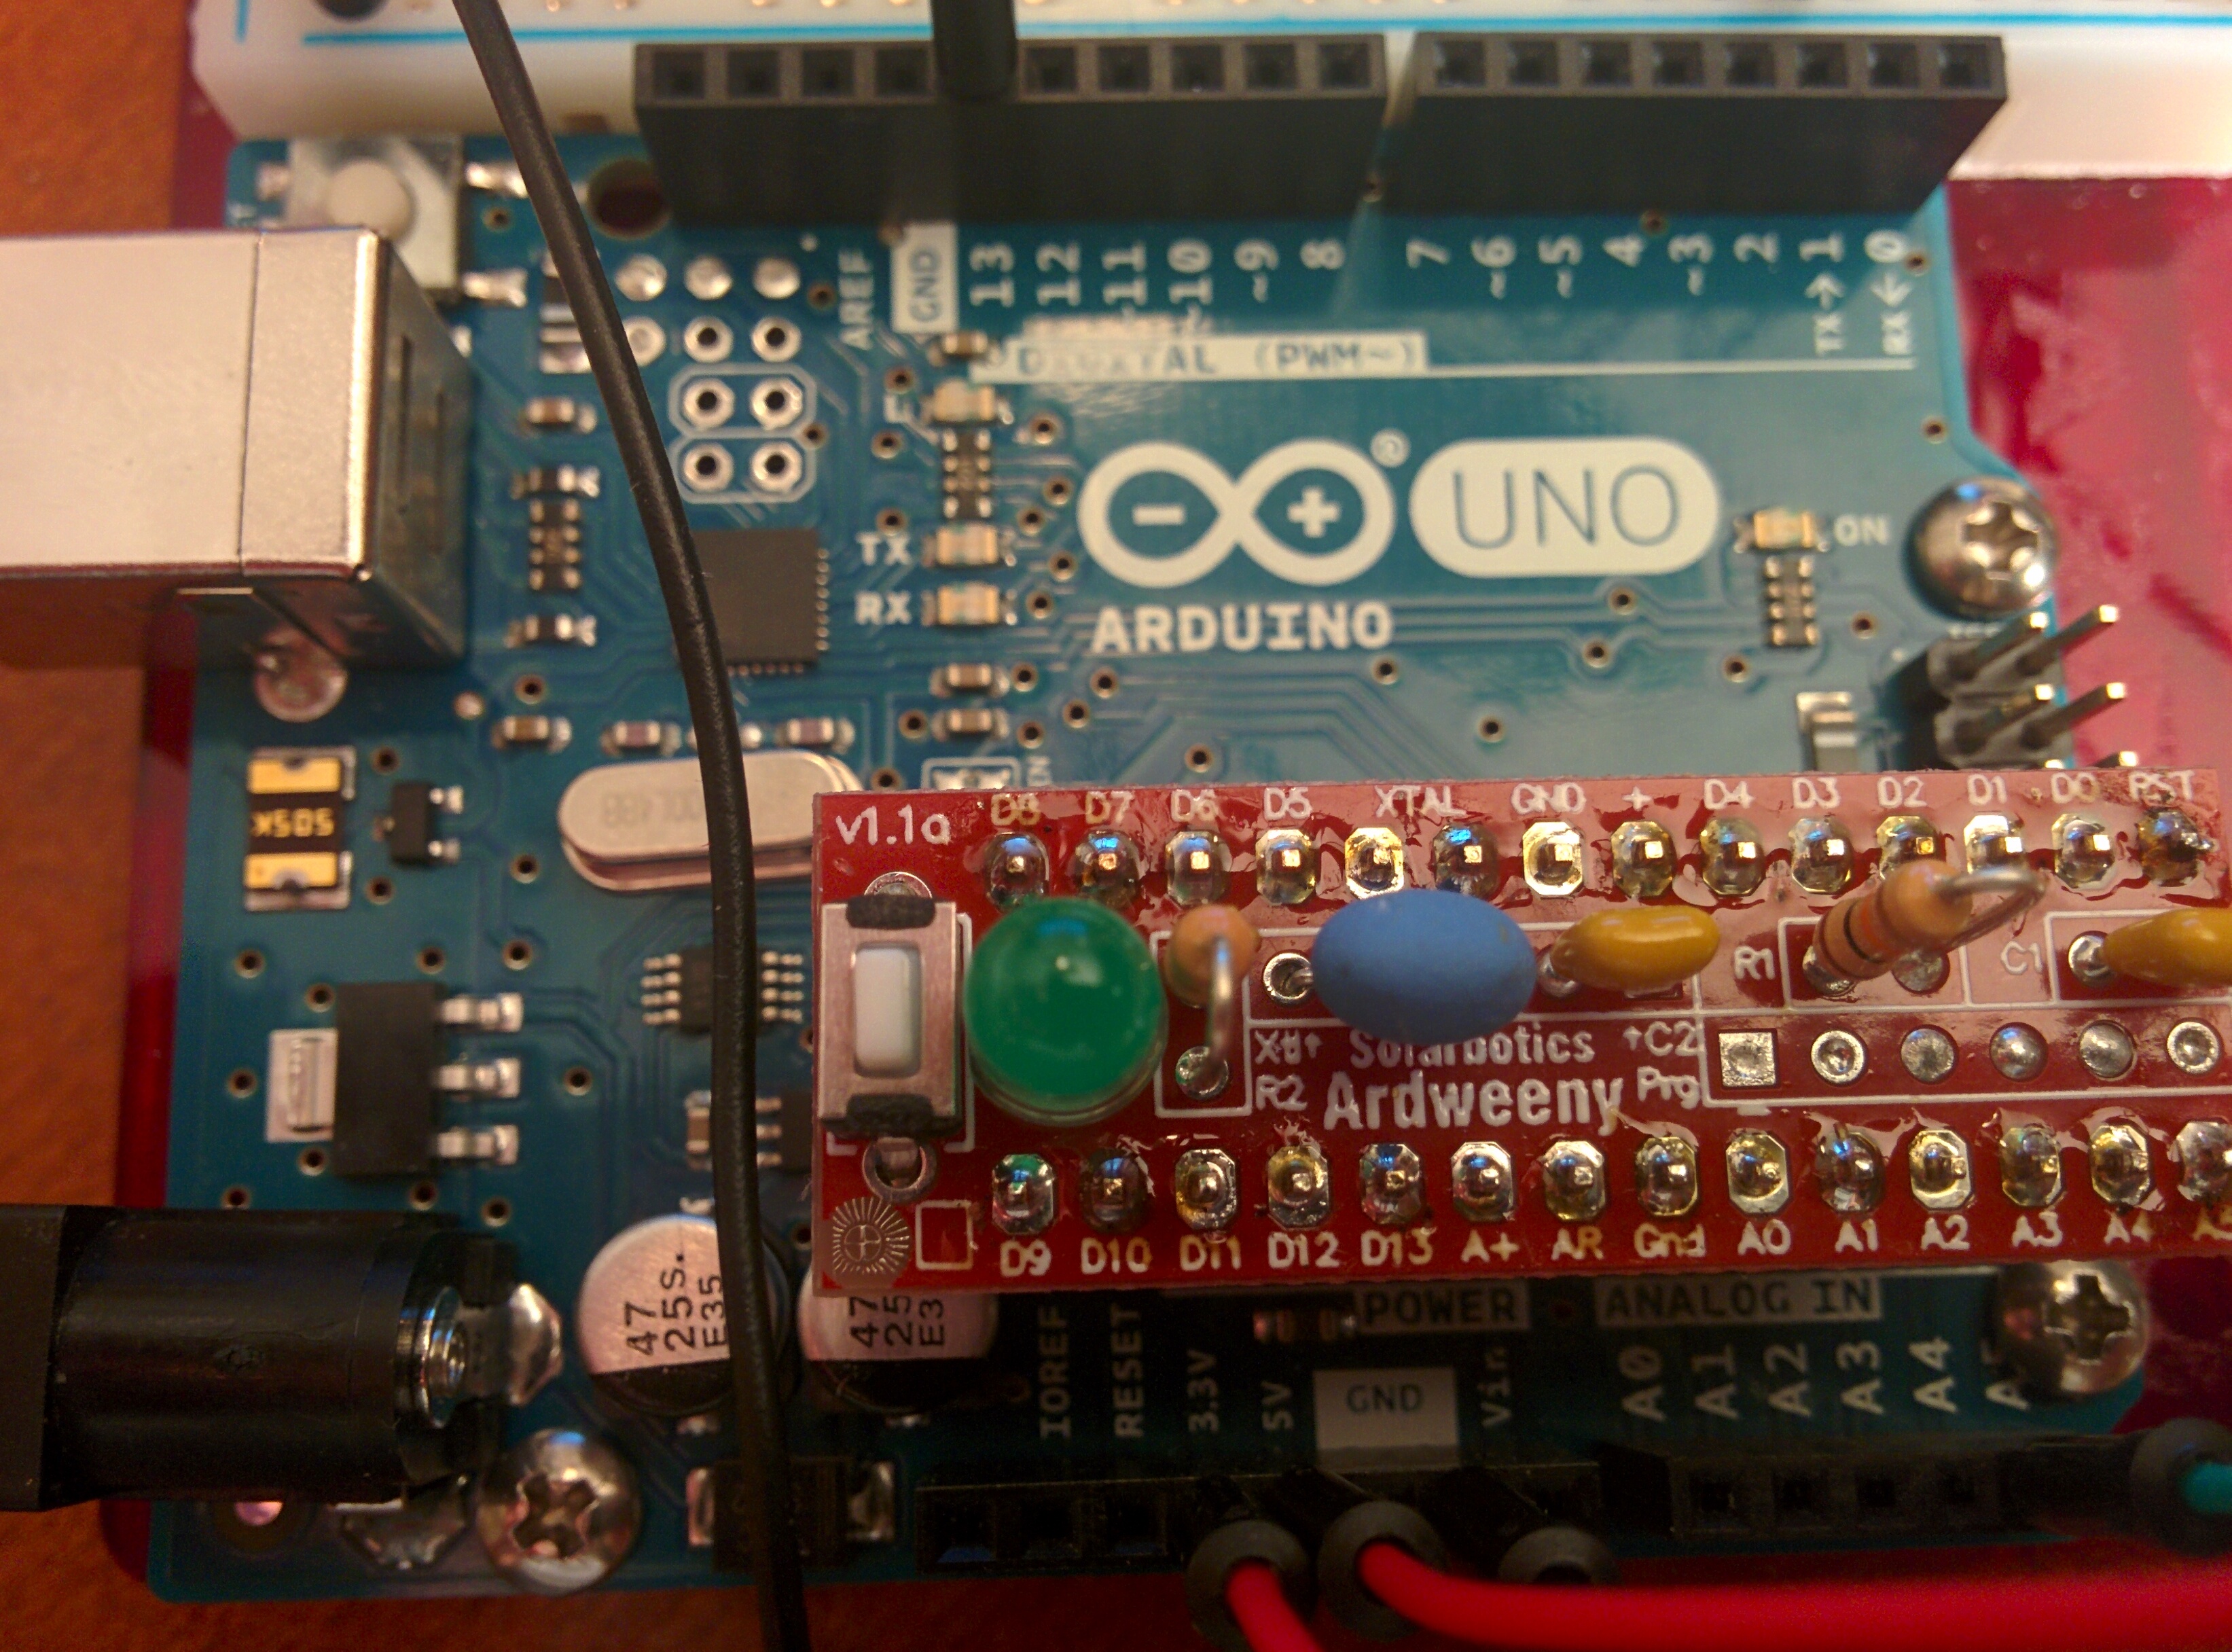 AREF
GND
13
12
~11
~10
~9
8
7
~6
~5
4
~3
2
TX→1
RX←0
DIGITAL (PWM~)
L
UNO
®
ARDUINO
TX
RX
ON
505K
v1.1a
D8 D7 D6 D5 XTAL GND + D4 D3 D2 D1 D0 RST
R1
C1
Solarbotics
↑C2
R2
Ardweeny
Prg
D9 D10 D11 D12 D13 A+ AR Gnd A0 A1 A2 A3 A4
47
25S.
E35
47
25
E3
POWER
ANALOG IN
IOREF
RESET
3.3V
5V
GND
Vin
A0
A1
A2
A3
A4